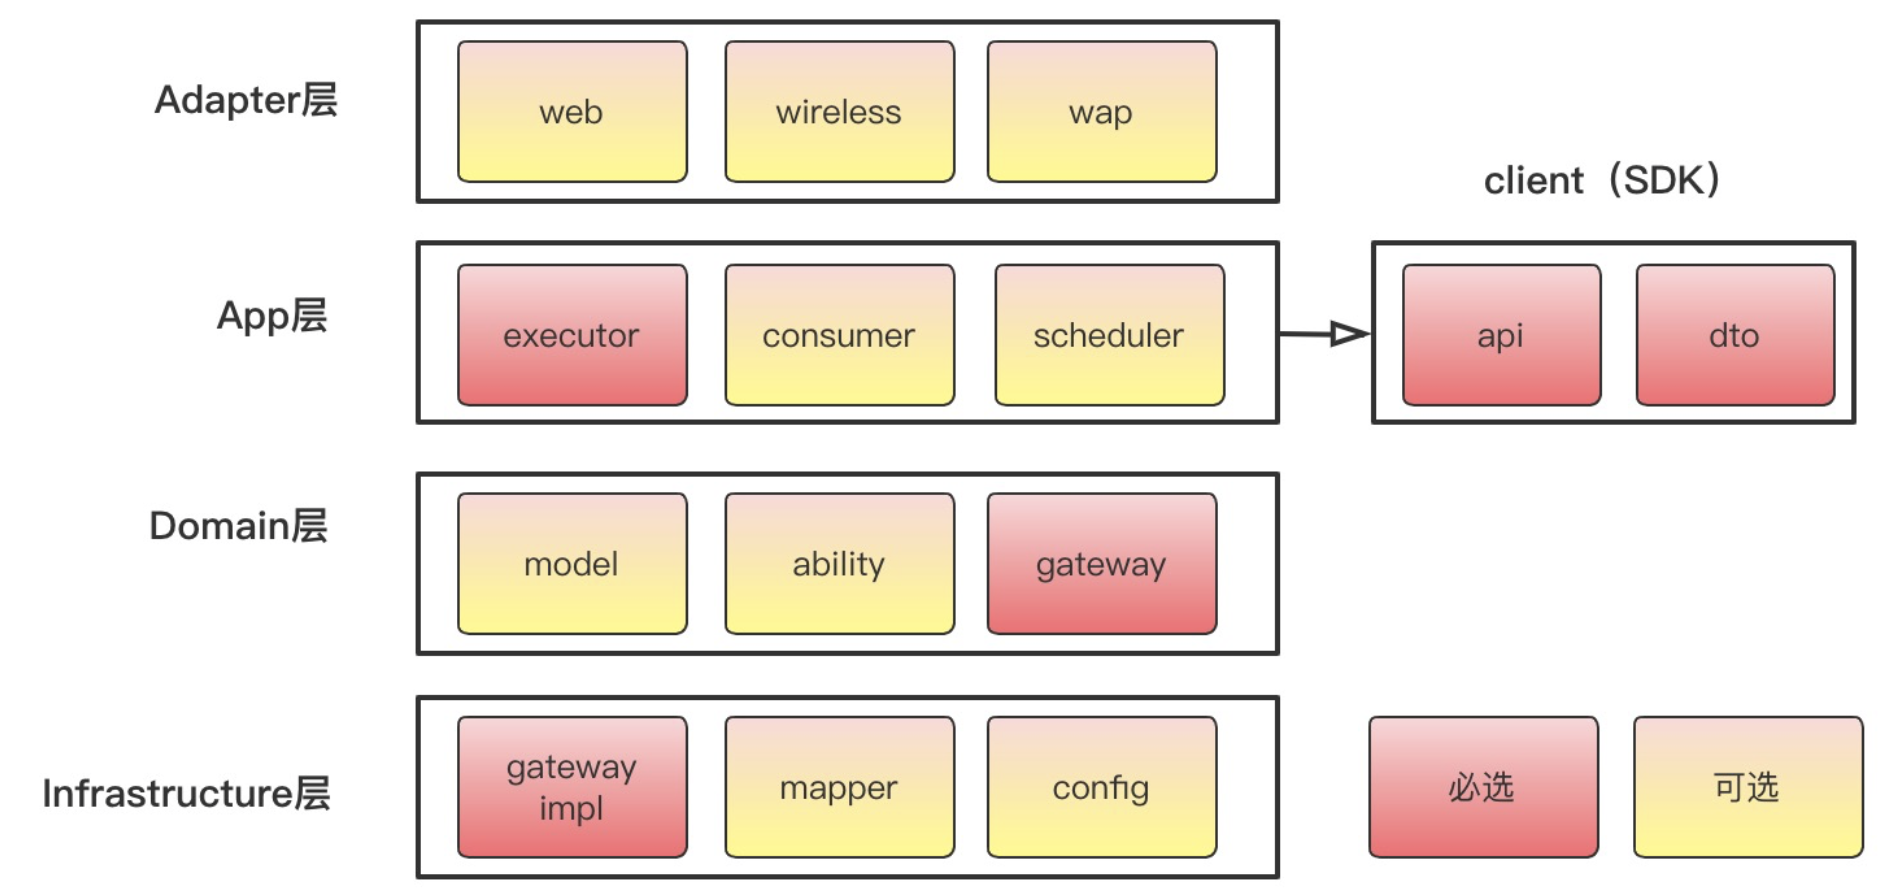 Adapter层
web
wireless
wap
client（SDK）
App层
executor
consumer
scheduler
api
dto
Domain层
model
ability
gateway
Infrastructure层
gateway
impl
mapper
config
必选
可选